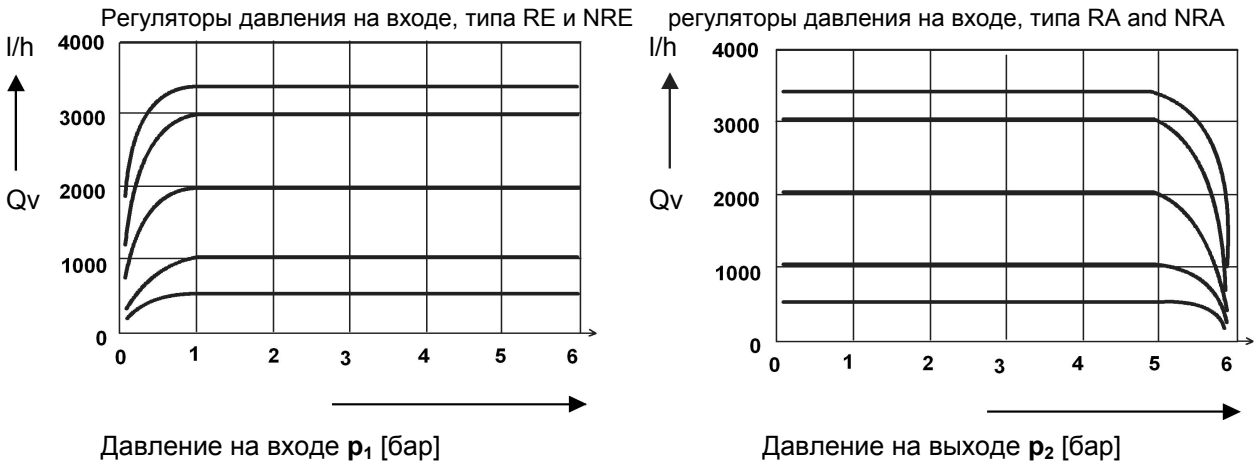 Регуляторы давления на входе, типа RE и NRE
l/h
4000
3000
Qv
2000
1000
0
0 1 2 3 4 5 6
Давление на входе p₁ [бар]
регуляторы давления на входе, типа RA and NRA
l/h
4000
3000
Qv
2000
1000
0
0 1 2 3 4 5 6
Давление на выходе p₂ [бар]